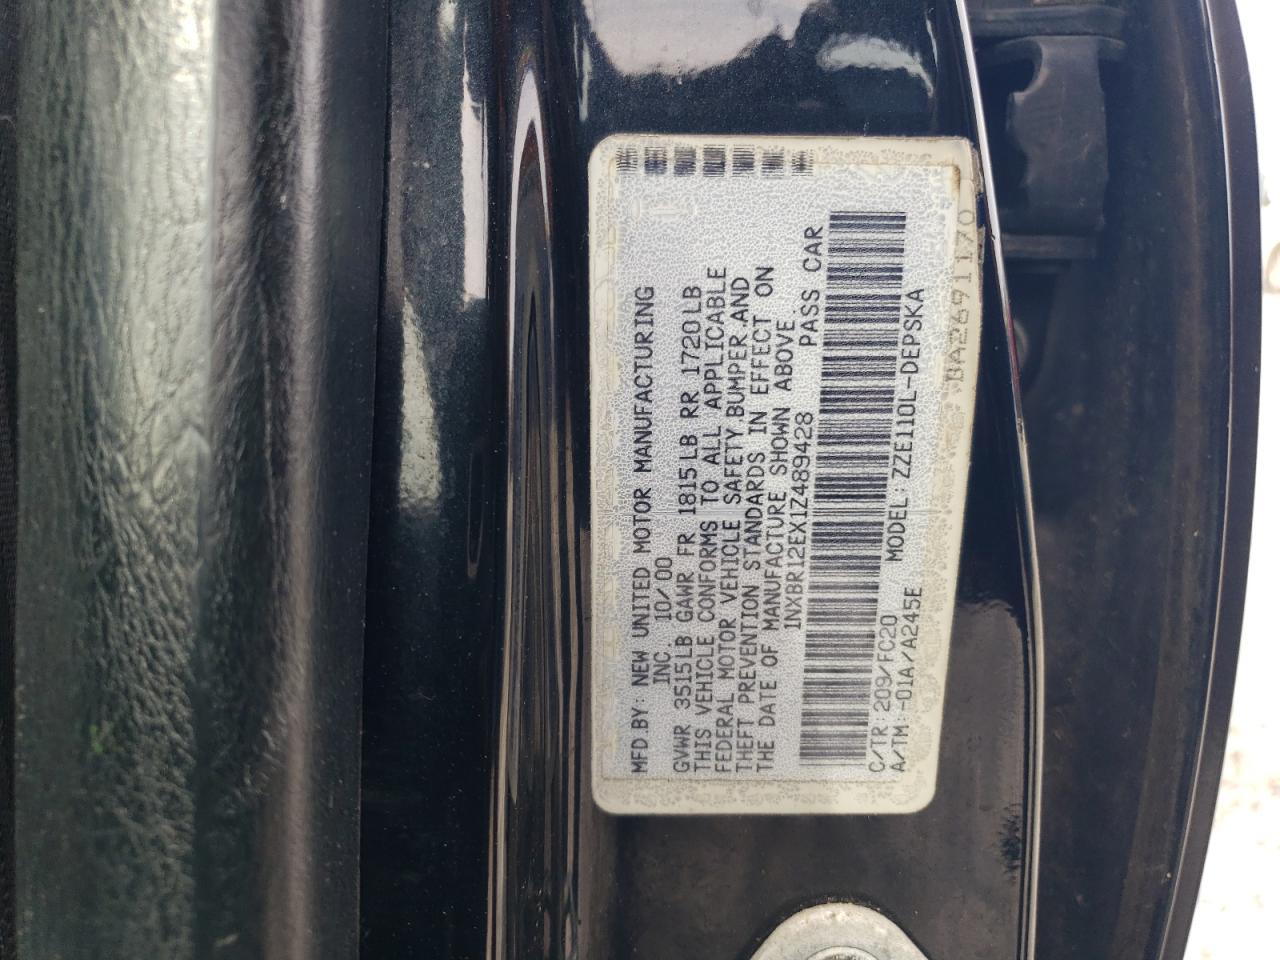 MFD.BY: NEW UNITED MOTOR MANUFACTURING
INC. 10/00
GVWR 3515LB GAWR FR 1815LB RR 1720LB
THIS VEHICLE CONFORMS TO ALL APPLICABLE
FEDERAL MOTOR VEHICLE SAFETY,BUMPER,AND
THEFT PREVENTION STANDARDS IN EFFECT ON
THE DATE OF MANUFACTURE SHOWN ABOVE.
1NXBR12EX1Z489428 PASS CAR
C/TR: 209/FC20 MODEL: ZZE110L-DEPSKA
A/TM: -01A/A245E
BA2691170